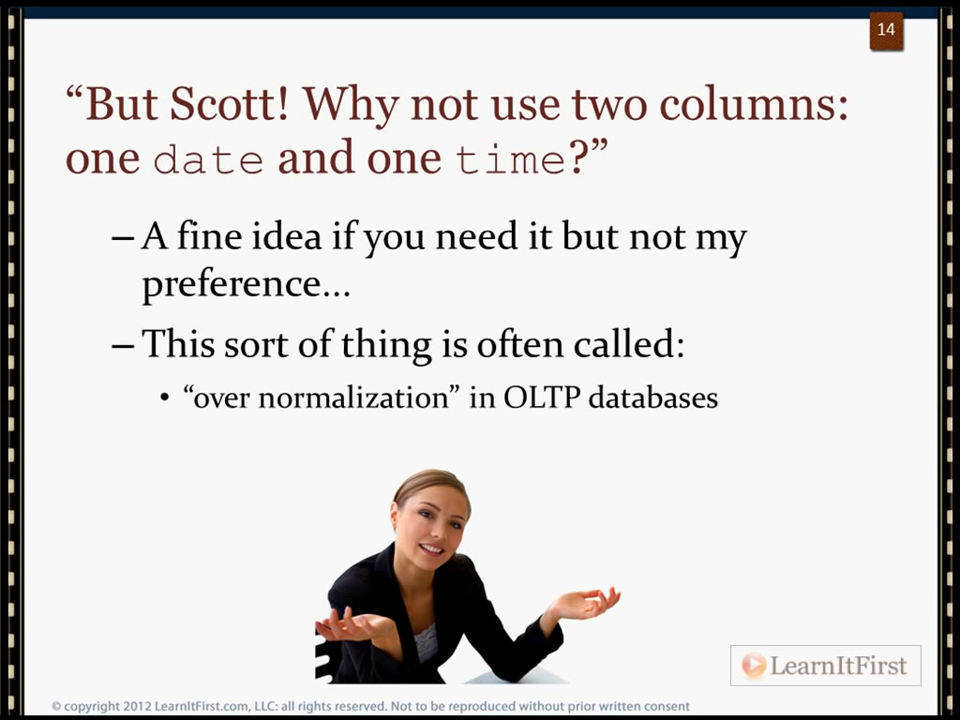 14
“But Scott! Why not use two columns:
one date and one time?”
– A fine idea if you need it but not my
preference...
– This sort of thing is often called:
• “over normalization” in OLTP databases
LearnItFirst
© copyright 2012 LearnItFirst.com, LLC: all rights reserved. Not to be reproduced without prior written consent